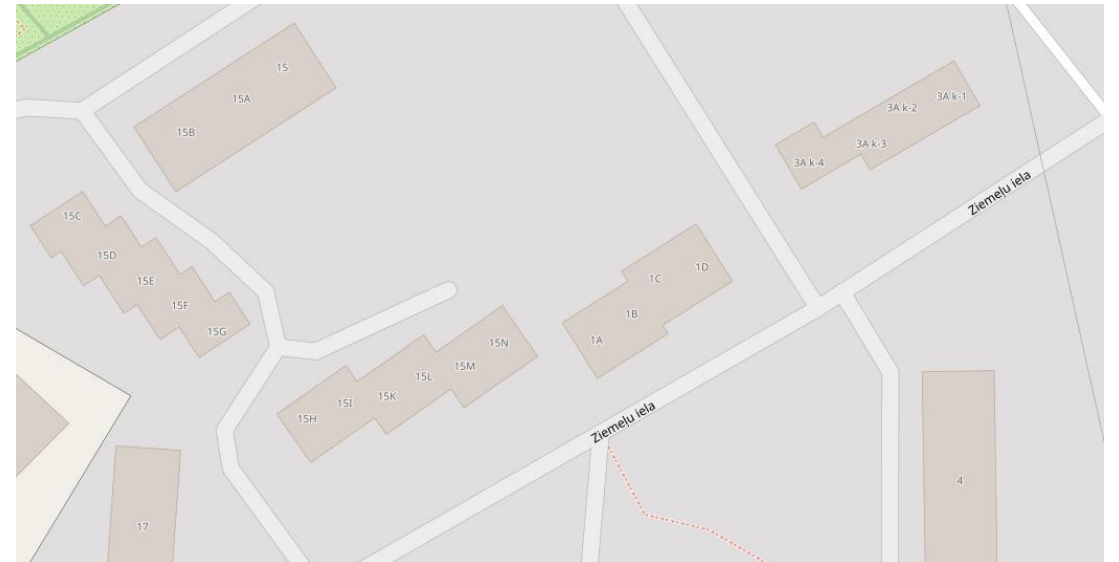 15
15A
15B
3A k-1
3A k-2
3A k-3
3A k-4
Ziemeļu iela
15C
15D
15E
15F
15G
1D
1C
1B
1A
15N
15M
15L
15K
15I
15H
Ziemeļu iela
4
17